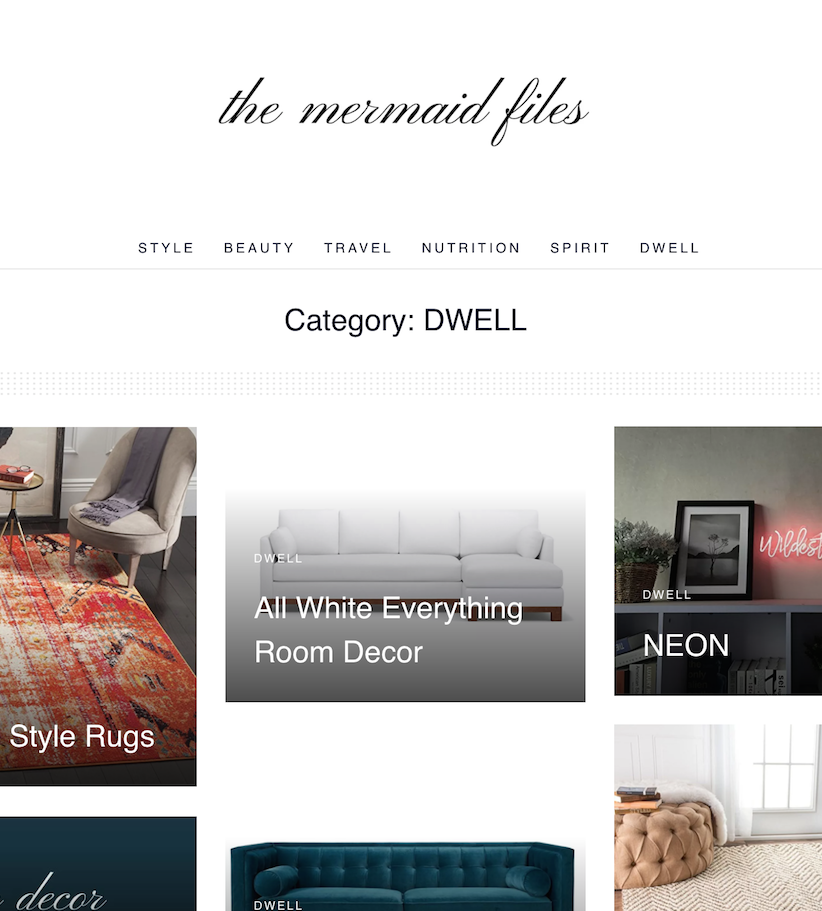 the mermaid files
STYLE BEAUTY TRAVEL NUTRITION SPIRIT DWELL
Category: DWELL
Style Rugs
DWELL
All White Everything
Room Decor
DWELL
NEON
decor
DWELL